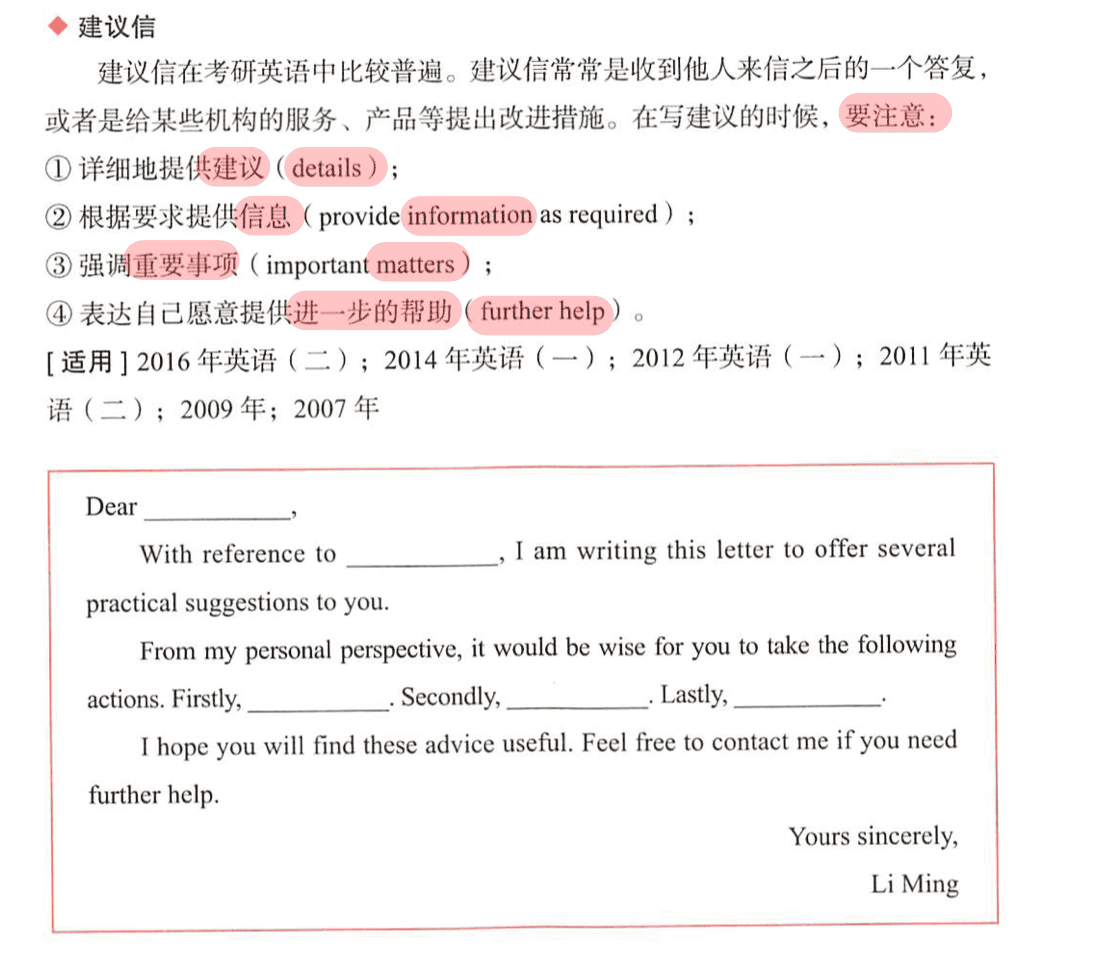 ◆ 建议信
建议信在考研英语中比较普遍。建议信常常是收到他人来信之后的一个答复，
或者是给某些机构的服务、产品等提出改进措施。在写建议的时候，要注意：
① 详细地提供建议（details）；
② 根据要求提供信息（provide information as required）；
③ 强调重要事项（important matters）；
④ 表达自己愿意提供进一步的帮助（further help）。
[ 适用 ] 2016 年英语（二）；2014 年英语（一）；2012 年英语（一）；2011 年英
语（二）；2009 年；2007 年
Dear ___________,
With reference to ___________, I am writing this letter to offer several
practical suggestions to you.
From my personal perspective, it would be wise for you to take the following
actions. Firstly, ___________. Secondly, ___________. Lastly, ___________.
I hope you will find these advice useful. Feel free to contact me if you need
further help.
Yours sincerely,
Li Ming